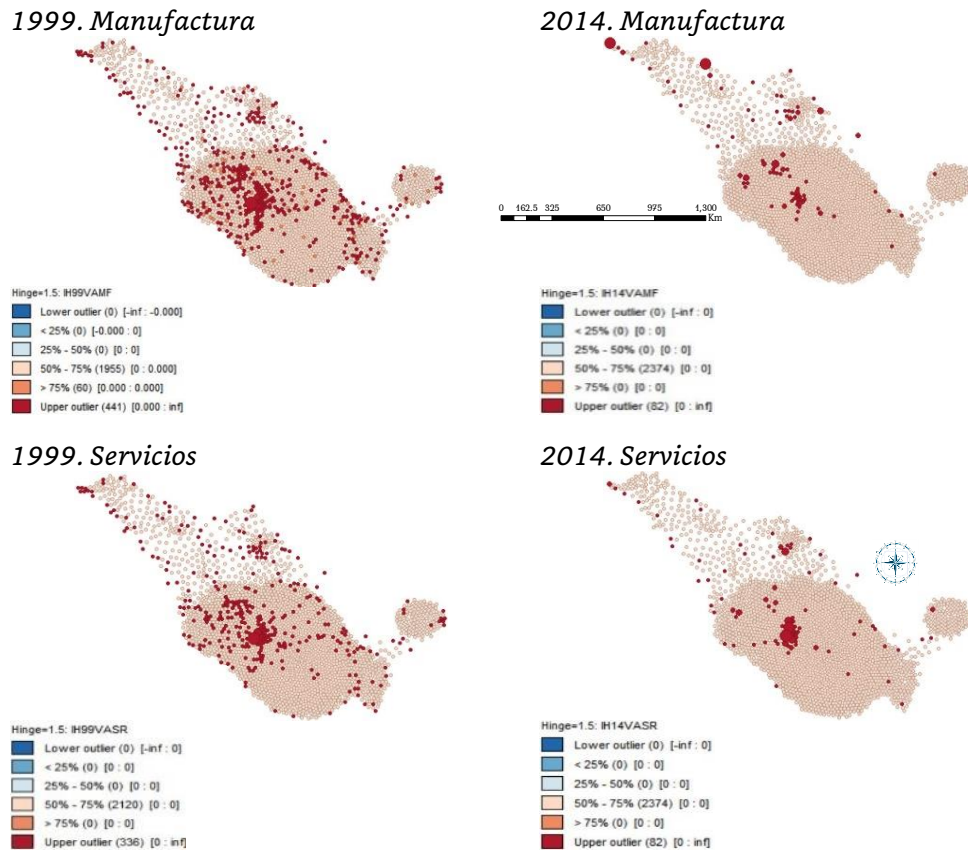 1999. Manufactura
2014. Manufactura
0 162.5 325 650 975 1,300
Km
Hinge=1.5: IH99VAMF
Lower outlier (0) [-inf : -0.000]
< 25% (0) [-0.000 : 0]
25% - 50% (0) [0 : 0]
50% - 75% (1955) [0 : 0.000]
> 75% (60) [0.000 : 0.000]
Upper outlier (441) [0.000 : inf]
Hinge=1.5: IH14VAMF
Lower outlier (0) [-inf : 0]
< 25% (0) [0 : 0]
25% - 50% (0) [0 : 0]
50% - 75% (2374) [0 : 0]
> 75% (0) [0 : 0]
Upper outlier (82) [0 : inf]
1999. Servicios
2014. Servicios
Hinge=1.5: IH99VASR
Lower outlier (0) [-inf : 0]
< 25% (0) [0 : 0]
25% - 50% (0) [0 : 0]
50% - 75% (2120) [0 : 0]
> 75% (0) [0 : 0]
Upper outlier (336) [0 : inf]
Hinge=1.5: IH14VASR
Lower outlier (0) [-inf : 0]
< 25% (0) [0 : 0]
25% - 50% (0) [0 : 0]
50% - 75% (2374) [0 : 0]
> 75% (0) [0 : 0]
Upper outlier (82) [0 : inf]